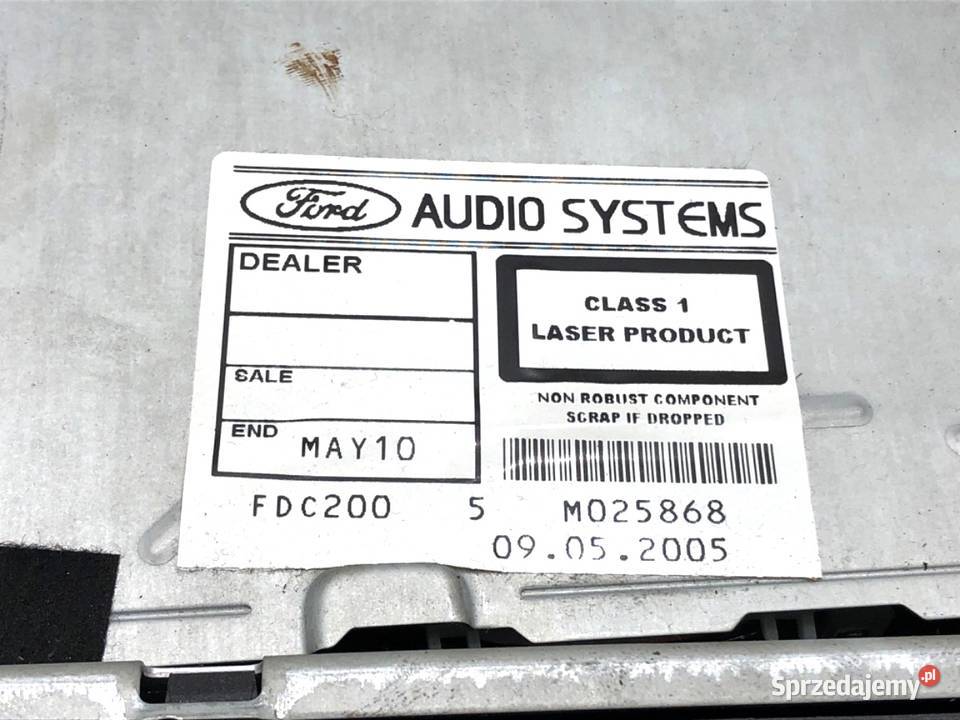 Ford AUDIO SYSTEMS
DEALER
SALE
END MAY10
CLASS 1
LASER PRODUCT
NON ROBUST COMPONENT
SCRAP IF DROPPED
FDC200 5 M025868
09.05.2005
Sprzedajemy.pl